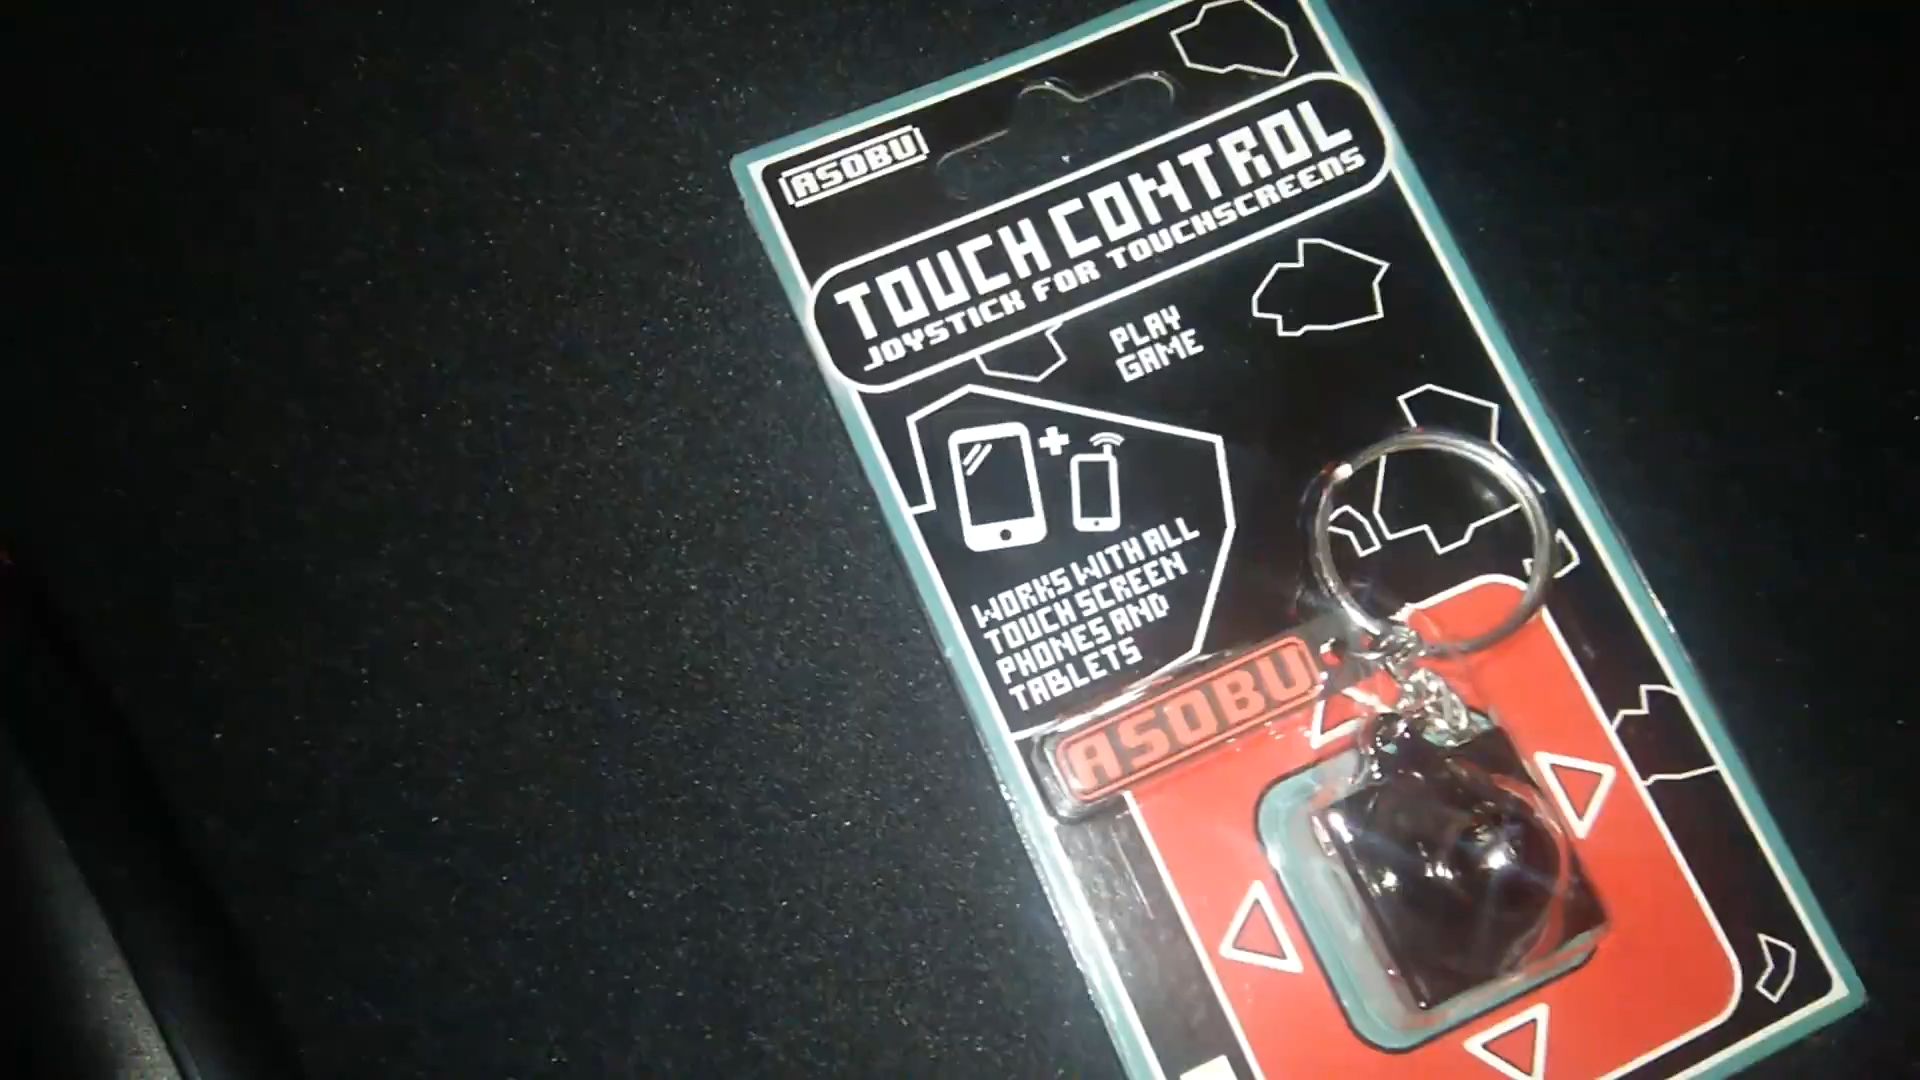 ASOBU
TOUCH CONTROL
JOYSTICK FOR TOUCHSCREENS
PLAY
GAME
WORKS WITH ALL
TOUCH SCREEN
PHONES AND
TABLETS
ASOBU